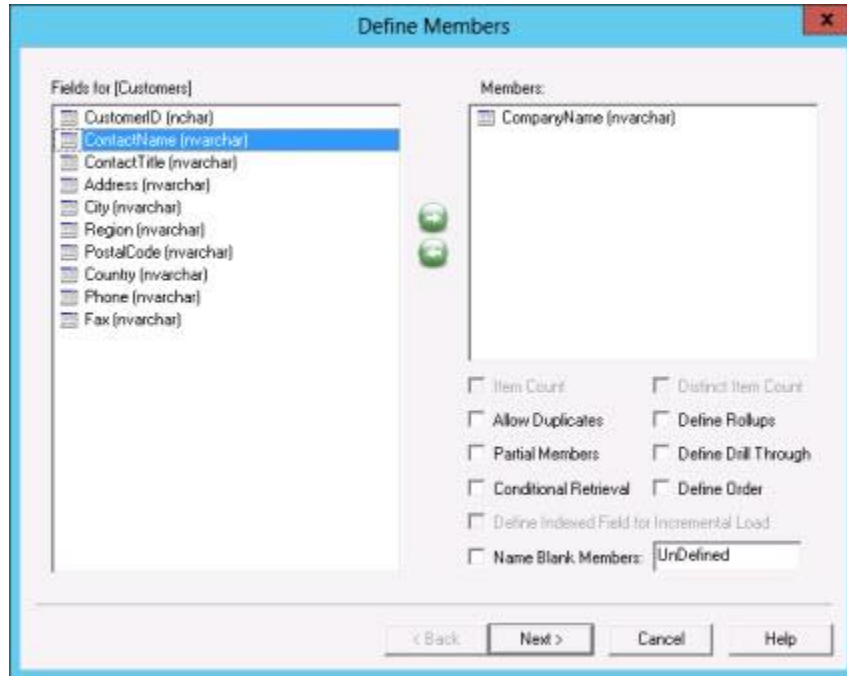 Define Members
x
Fields for [Customers]
CustomerID (nchar)
ContactName (nvarchar)
ContactTitle (nvarchar)
Address (nvarchar)
City (nvarchar)
Region (nvarchar)
PostalCode (nvarchar)
Country (nvarchar)
Phone (nvarchar)
Fax (nvarchar)
Members:
CompanyName (nvarchar)
Item Count Distinct Item Count
Allow Duplicates Define Rollups
Partial Members Define Drill Through
Conditional Retrieval Define Order
Define Indexed Field for Incremental Load
Name Blank Members: UnDefined
< Back Next > Cancel Help